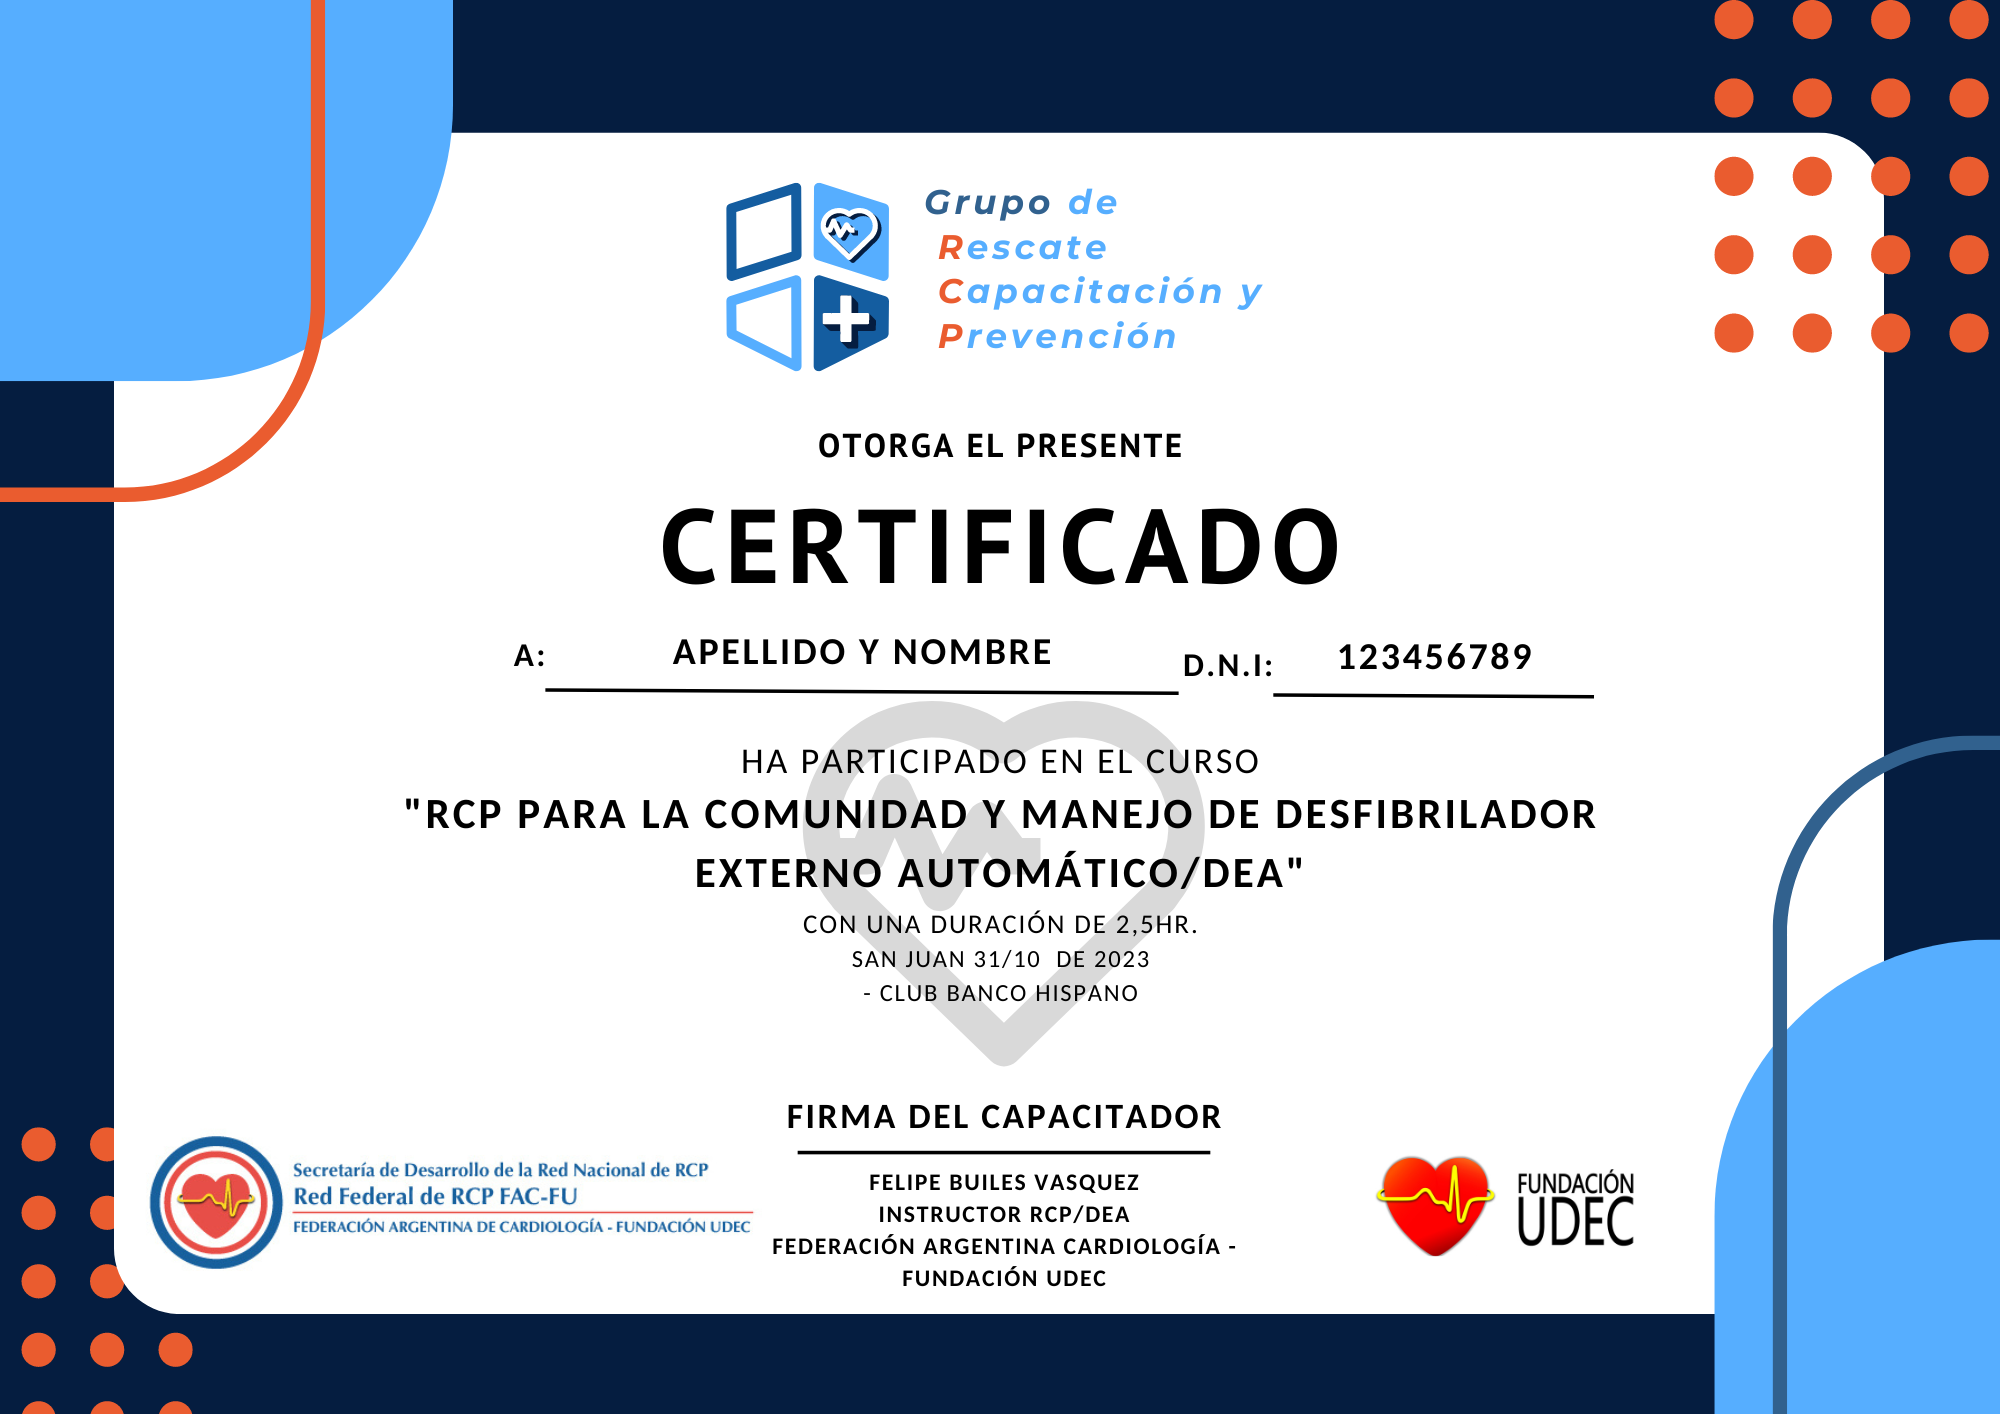 Grupo de
Rescate
Capacitación y
Prevención
OTORGA EL PRESENTE
CERTIFICADO
A: APELLIDO Y NOMBRE D.N.I: 123456789
HA PARTICIPADO EN EL CURSO
"RCP PARA LA COMUNIDAD Y MANEJO DE DESFIBRILADOR
EXTERNO AUTOMÁTICO/DEA"
CON UNA DURACIÓN DE 2,5HR.
SAN JUAN 31/10 DE 2023
- CLUB BANCO HISPANO
FIRMA DEL CAPACITADOR
FELIPE BUILES VASQUEZ
INSTRUCTOR RCP/DEA
FEDERACIÓN ARGENTINA CARDIOLOGÍA -
FUNDACIÓN UDEC
Secretaría de Desarrollo de la Red Nacional de RCP
Red Federal de RCP FAC-FU
FEDERACIÓN ARGENTINA DE CARDIOLOGÍA - FUNDACIÓN UDEC
FUNDACIÓN
UDEC